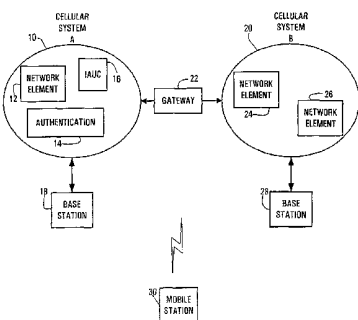 CELLULAR
SYSTEM
A
10
NETWORK
ELEMENT
12
IAUC
16
AUTHENTICATION
14
22
GATEWAY
CELLULAR
SYSTEM
B
20
NETWORK
ELEMENT
24
26
NETWORK
ELEMENT
18
BASE
STATION
28
BASE
STATION
30
MOBILE
STATION